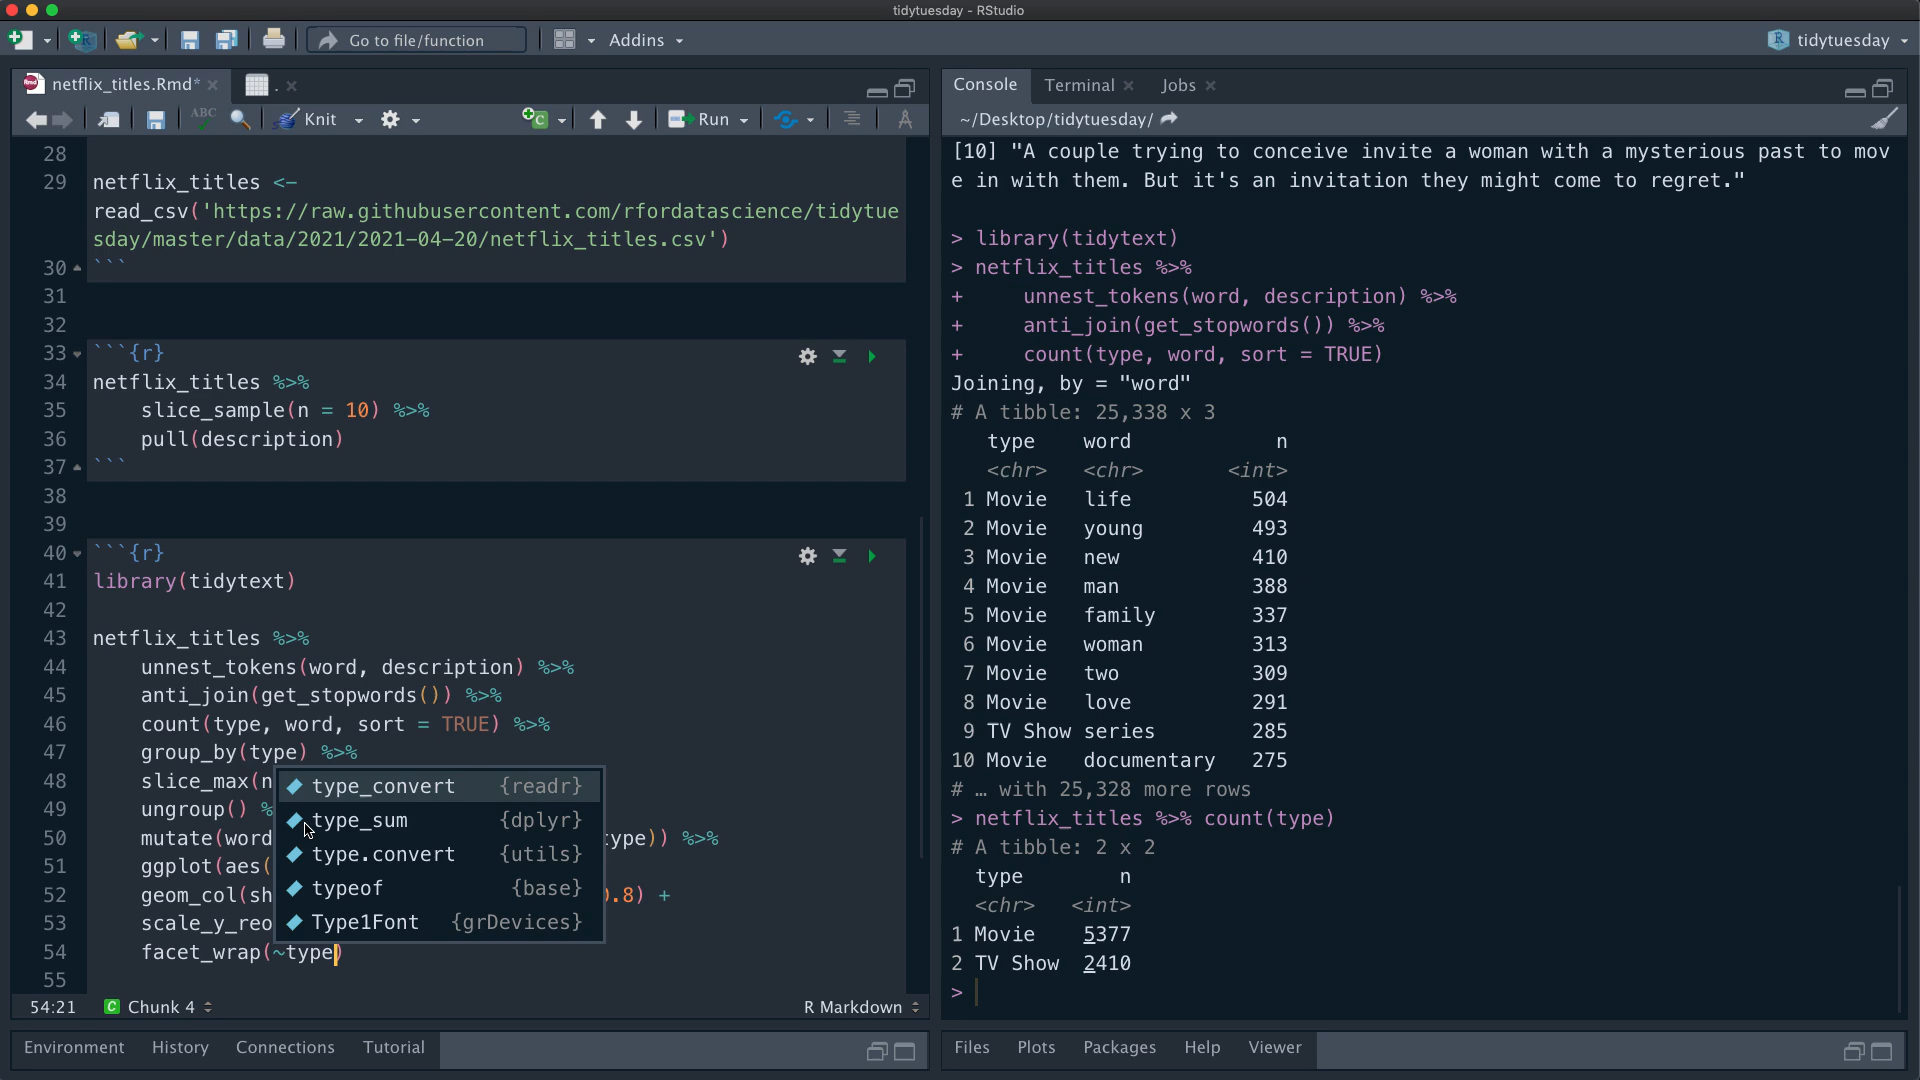 tidytuesday - RStudio
Go to file/function
Addins
tidytuesday
netflix_titles.Rmd*
.
ABC
Knit
Run
28
29 netflix_titles <-
read_csv('https://raw.githubusercontent.com/rfordatascience/tidytue
sday/master/data/2021/2021-04-20/netflix_titles.csv')
30 ```
31
32
33 ```{r}
34 netflix_titles %>%
35 slice_sample(n = 10) %>%
36 pull(description)
37 ```
38
39
40 ```{r}
41 library(tidytext)
42
43 netflix_titles %>%
44 unnest_tokens(word, description) %>%
45 anti_join(get_stopwords()) %>%
46 count(type, word, sort = TRUE) %>%
47 group_by(type) %>%
48 slice_max(n
49 ungroup() %
50 mutate(word ype)) %>%
51 ggplot(aes(
52 geom_col(sh 0.8) +
53 scale_y_reo
54 facet_wrap(~type)
55
type_convert {readr}
type_sum {dplyr}
type.convert {utils}
typeof {base}
Type1Font {grDevices}
54:21
C Chunk 4
R Markdown
Environment History Connections Tutorial
Console Terminal Jobs
~/Desktop/tidytuesday/
[10] "A couple trying to conceive invite a woman with a mysterious past to mov
e in with them. But it's an invitation they might come to regret."
> library(tidytext)
> netflix_titles %>%
+ unnest_tokens(word, description) %>%
+ anti_join(get_stopwords()) %>%
+ count(type, word, sort = TRUE)
Joining, by = "word"
# A tibble: 25,338 x 3
type word n
<chr> <chr> <int>
1 Movie life 504
2 Movie young 493
3 Movie new 410
4 Movie man 388
5 Movie family 337
6 Movie woman 313
7 Movie two 309
8 Movie love 291
9 TV Show series 285
10 Movie documentary 275
# … with 25,328 more rows
> netflix_titles %>% count(type)
# A tibble: 2 x 2
type n
<chr> <int>
1 Movie 5377
2 TV Show 2410
>
Files Plots Packages Help Viewer